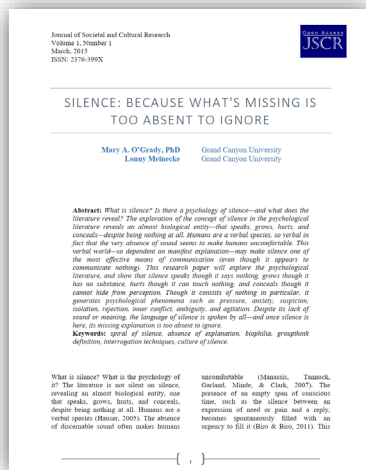 Journal of Societal and Cultural Research
Volume 1, Number 1
March, 2015
ISSN: 2376-399X
Open Access
JSCR
SILENCE: BECAUSE WHAT'S MISSING IS
TOO ABSENT TO IGNORE
Mary A. O'Grady, PhD Grand Canyon University
Lonny Meinecke Grand Canyon University
Abstract: What is silence? Is there a psychology of silence—and what does the
literature reveal? The exploration of the concept of silence in the psychological
literature reveals an almost biological entity—that speaks, grows, hurts, and
conceals—despite being nothing at all. Humans are a verbal species, so verbal in
fact that the very absence of sound seems to make humans uncomfortable. This
verbal world—so dependent on manifest explanation—may make silence one of
the most effective means of communication (even though it appears to
communicate nothing). This research paper will explore the psychological
literature, and show that silence speaks though it says nothing, grows though it
has no substance, hurts though it can touch nothing, and conceals though it
cannot hide from perception. Though it consists of nothing in particular, it
generates psychological phenomena such as pressure, anxiety, suspicion,
isolation, rejection, inner conflict, ambiguity, and agitation. Despite its lack of
sound or meaning, the language of silence is spoken by all—and once silence is
here, its missing explanation is too absent to ignore.
Keywords: spiral of silence, absence of explanation, biophilia, groupthink
definition, interrogation techniques, culture of silence.
What is silence? What is the psychology of
it? The literature is not silent on silence,
revealing an almost biological entity, one
that speaks, grows, hurts, and conceals,
despite being nothing at all. Humans are a
verbal species (Hauser, 2005). The absence
of discernable sound often makes humans
uncomfortable (Manassis, Tannock,
Garland, Minde, & Clark, 2007). The
presence of an empty span of conscious
time, such as the silence between an
expression of need or pain and a reply,
becomes spontaneously filled with an
urgency to fill it (Biro & Biro, 2011). This
1